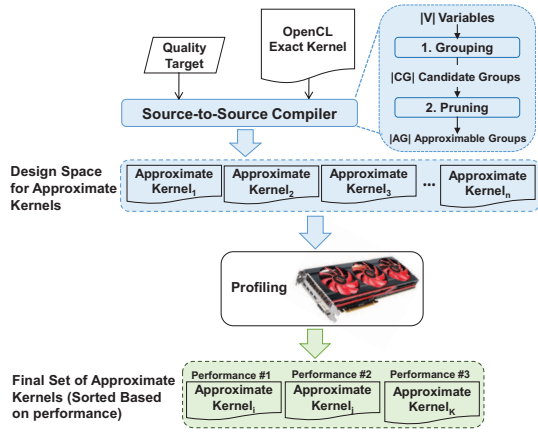 Quality
Target
OpenCL
Exact Kernel
|V| Variables
1. Grouping
|CG| Candidate Groups
2. Pruning
|AG| Approximable Groups
Source-to-Source Compiler
Design Space
for Approximate
Kernels
Approximate
Kernel1
Approximate
Kernel2
Approximate
Kernel3
...
Approximate
Kerneln
Profiling
Final Set of Approximate
Kernels (Sorted Based
on performance)
Performance #1
Approximate
Kerneli
Performance #2
Approximate
Kernelj
Performance #3
Approximate
KernelK